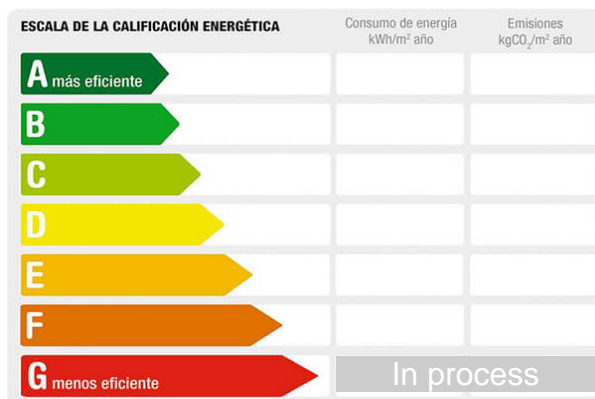 ESCALA DE LA CALIFICACIÓN ENERGÉTICA
Consumo de energía
kWh/m² año
Emisiones
kgCO₂/m² año
A más eficiente
B
C
D
E
F
G menos eficiente
In process